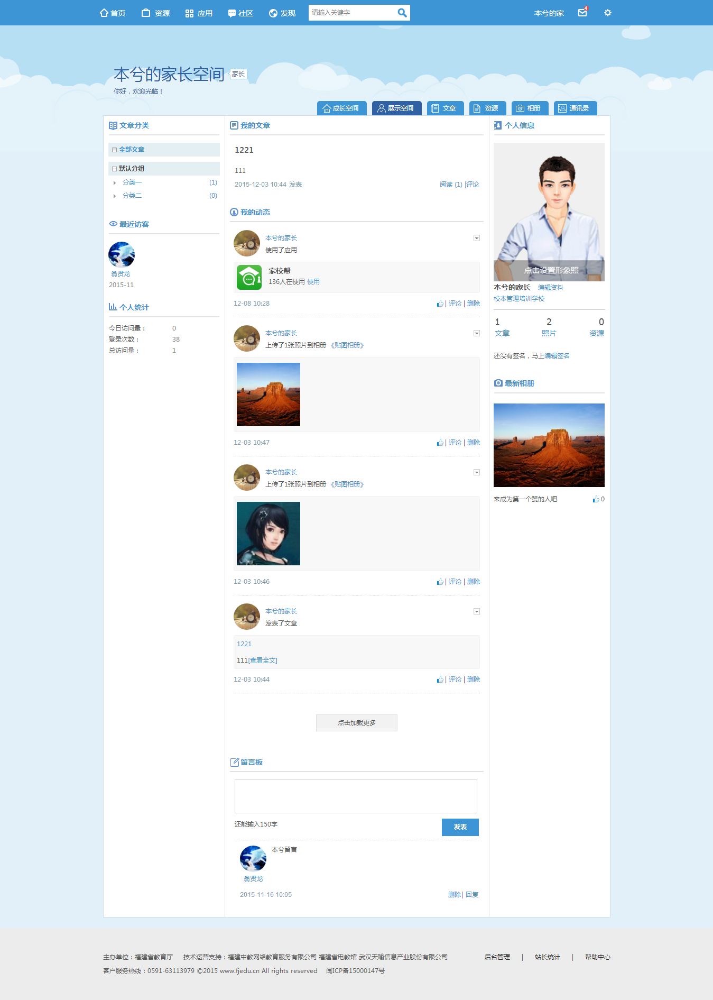 首页 资源 应用 社区 发现 请输入关键字 本兮的家 4
本兮的家长空间 家长
你好，欢迎光临！
成长空间 展示空间 文章 资源 相册 通讯录
文章分类
全部文章
默认分组
分类一 (1)
分类二 (0)
最近访客
翁贤龙
2015-11
个人统计
今日访问量： 0
登录次数： 38
总访问量： 1
我的文章
1221
111
2015-12-03 10:44 发表 阅读 (1) |评论
我的动态
本兮的家长
使用了应用
家校帮
136人在使用 使用
12-08 10:28 | 评论 | 删除
本兮的家长
上传了1张照片到相册 《贴图相册》
12-03 10:47 | 评论 | 删除
本兮的家长
上传了1张照片到相册 《贴图相册》
12-03 10:46 | 评论 | 删除
本兮的家长
发表了文章
1221
111[查看全文]
12-03 10:44 | 评论 | 删除
点击加载更多
留言板
还能输入150字 发表
本兮留言
翁贤龙
2015-11-16 10:05 删除| 回复
个人信息
点击设置形象照
本兮的家长 编辑资料
校本管理培训学校
1 2 0
文章 照片 资源
还没有签名，马上编辑签名
最新相册
来成为第一个赞的人吧 0
主办单位：福建省教育厅 技术运营支持：福建中教网络教育服务有限公司 福建省电教馆 武汉天喻信息产业股份有限公司 后台管理 | 站长统计 | 帮助中心
客户服务热线：0591-63113979 ©2015 www.fjedu.cn All rights reserved 闽ICP备15000147号